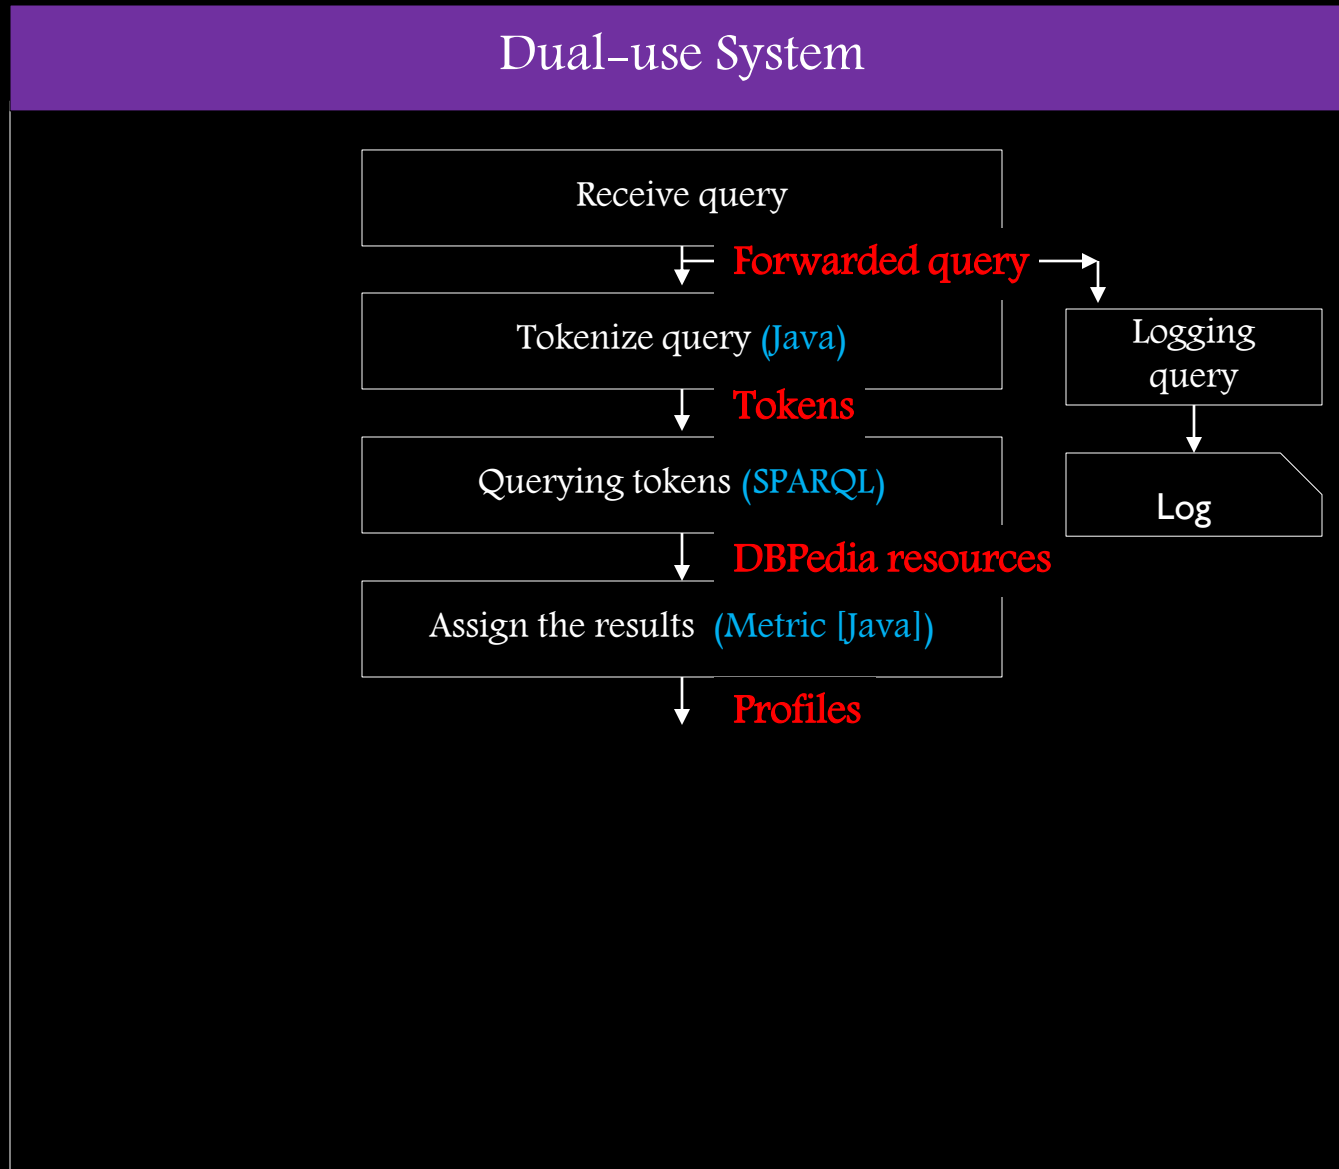 Dual-use System
Receive query
Forwarded query
Tokenize query (Java)
Logging
query
Tokens
Querying tokens (SPARQL)
Log
DBPedia resources
Assign the results (Metric [Java])
Profiles